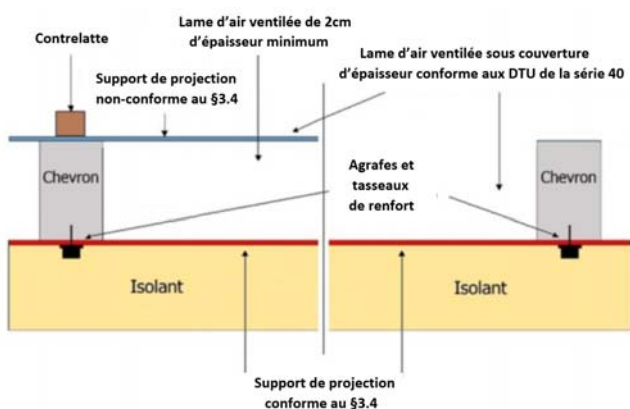 Contrelatte
Lame d'air ventilée de 2cm
d'épaisseur minimum
Lame d'air ventilée sous couverture
d'épaisseur conforme aux DTU de la série 40
Support de projection
non-conforme au §3.4
Chevron
Agrafes et
tasseaux
de renfort
Chevron
Isolant
Isolant
Support de projection
conforme au §3.4